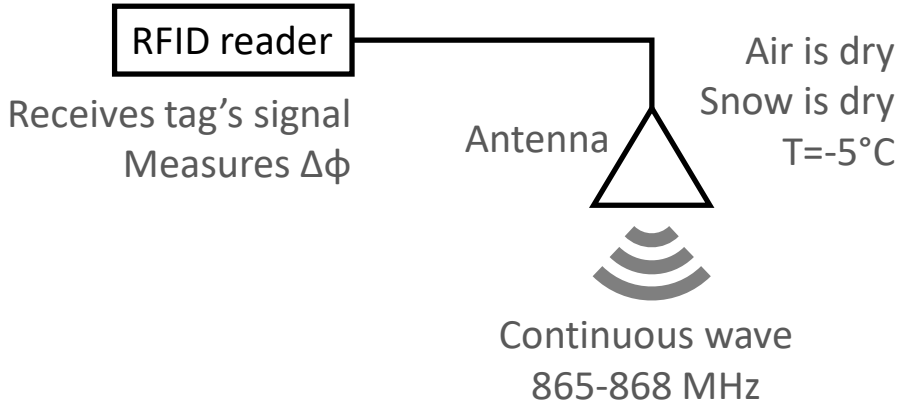 RFID reader
Receives tag's signal
Measures Δϕ
Antenna
Air is dry
Snow is dry
T=-5°C
Continuous wave
865-868 MHz